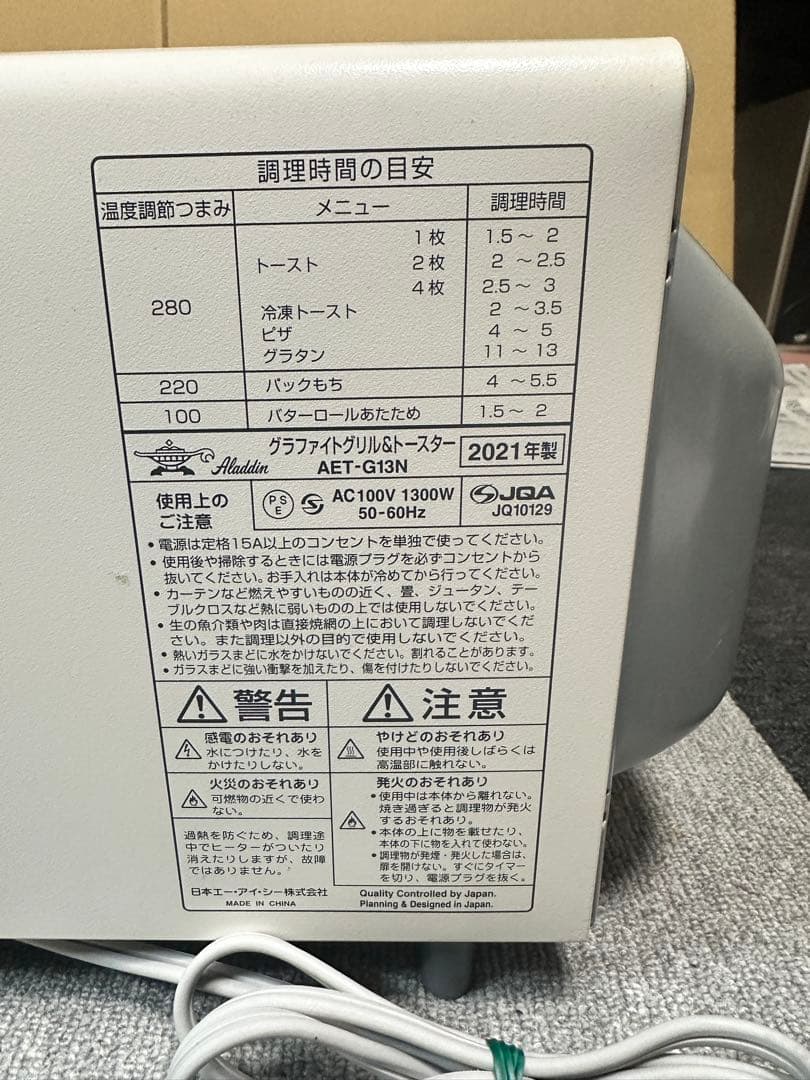 調理時間の目安
温度調節つまみ メニュー 調理時間
280 トースト 1枚 1.5～ 2
2枚 2 ～2.5
4枚 2.5～ 3
冷凍トースト 2 ～3.5
ピザ 4 ～ 5
グラタン 11～ 13
220 パックもち 4 ～5.5
100 バターロールあたため 1.5～ 2
Aladdin グラファイトグリル&トースター
AET-G13N 2021年製
使用上の
ご注意
PSE AC100V 1300W
50-60Hz
JQA
JQ10129
・電源は定格15A以上のコンセントを単独で使ってください。
・使用後や掃除するときには電源プラグを必ずコンセントから
抜いてください。お手入れは本体が冷めてから行ってください。
・カーテンなど燃えやすいものの近く、畳、ジュータン、テー
ブルクロスなど熱に弱いものの上では使用しないでください。
・生の魚介類や肉は直接焼網の上において調理しないでくだ
さい。また調理以外の目的で使用しないでください。
・熱いガラスまどに水をかけないでください。割れることがあります。
・ガラスまどに強い衝撃を加えたり、傷を付けたりしないでください。
警告
感電のおそれあり
水につけたり、水を
かけたりしない。
火災のおそれあり
可燃物の近くで使わ
ない。
過熱を防ぐため、調理途
中でヒーターがついたり
消えたりしますが、故障
ではありません。
注意
やけどのおそれあり
使用中や使用後しばらくは
高温部に触れない。
発火のおそれあり
・使用中は本体から離れない。
焼き過ぎると調理物が発火
するおそれあり。
・本体の上に物を載せたり、
本体の下に物を入れて使わない。
・調理物が発煙・発火した場合は、
扉を開けない。すぐにタイマー
を切り、電源プラグを抜く。
日本エー・アイ・シー株式会社
MADE IN CHINA
Quality Controlled by Japan.
Planning & Designed in Japan.